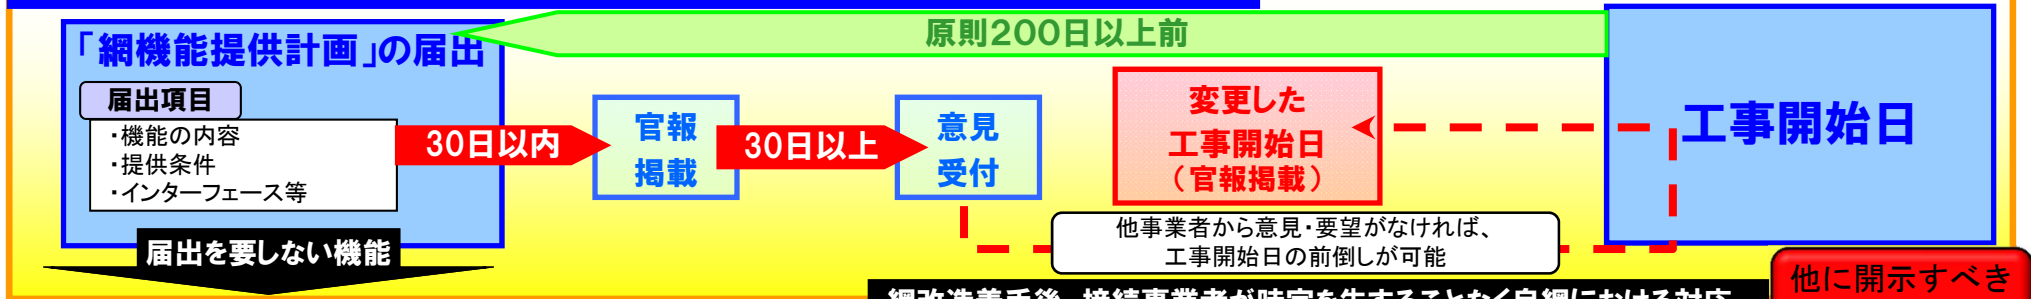 原則200日以上前
「網機能提供計画」の届出
届出項目
・機能の内容
・提供条件
・インターフェース等
30日以内
官報
掲載
30日以上
意見
受付
変更した
工事開始日
（官報掲載）
工事開始日
他事業者から意見・要望がなければ、
工事開始日の前倒しが可能
届出を要しない機能
他に開示すべき